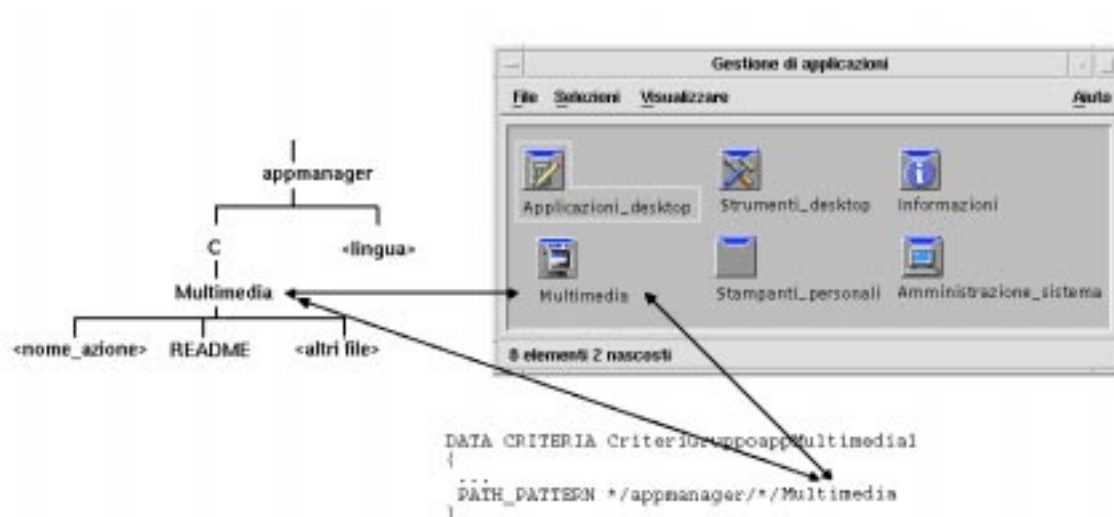 Gestione di applicazioni
File Selezioni Visualizzare Aiuto
appmanager
C <lingua>
Multimedia
<nome_azione> README <altri file>
Applicazioni_desktop Strumenti_desktop Informazioni
Multimedia Stampanti_personali Amministrazione_sistema
8 elementi 2 nascosti
DATA CRITERIA CriteriGruppoappMultimedia1
{
...
PATH_PATTERN */appmanager/*/Multimedia
}